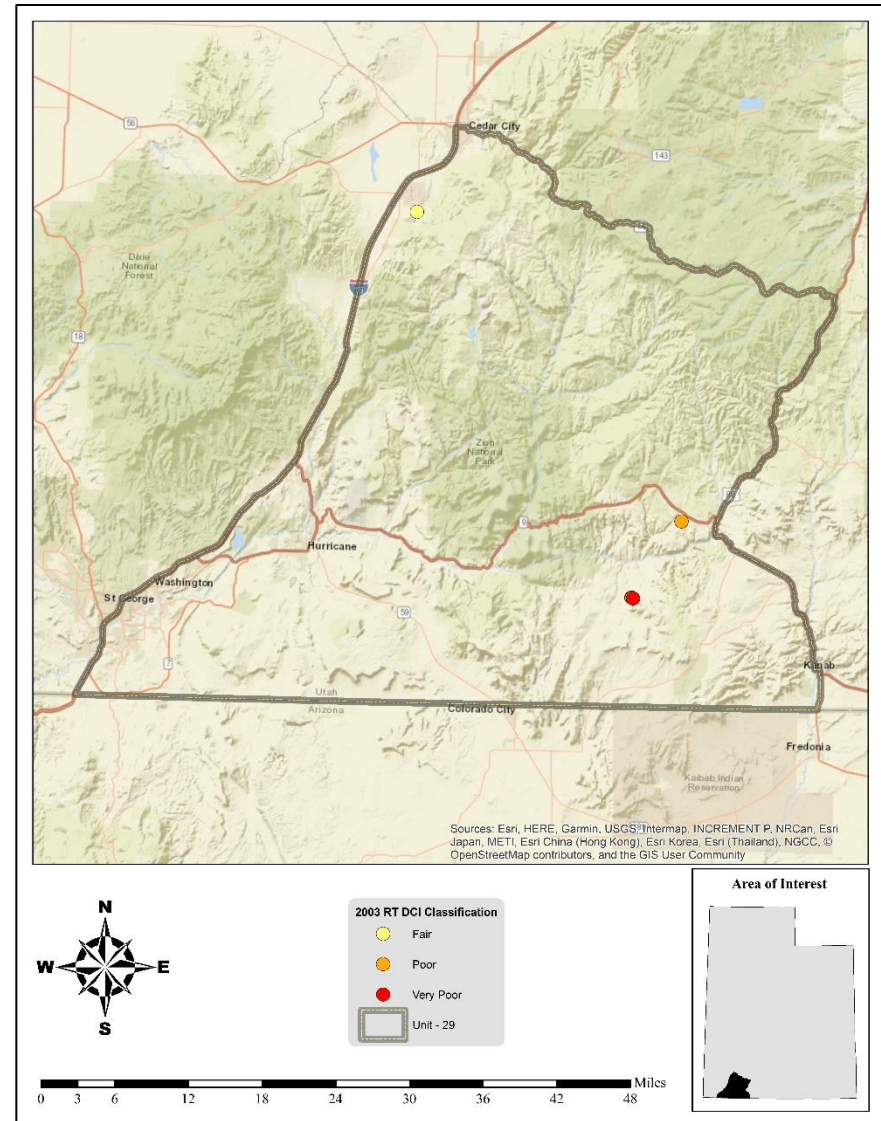 Cedar City
56
143
Dixie
National
Forest
18
Zion
National
Park
9
Hurricane
Washington
St George
59
7
Kanab
Utah
Arizona
Colorado City
Fredonia
Kaibab Indian
Reservation
Sources: Esri, HERE, Garmin, USGS, Intermap, INCREMENT P, NRCan, Esri
Japan, METI, Esri China (Hong Kong), Esri Korea, Esri (Thailand), NGCC, ©
OpenStreetMap contributors, and the GIS User Community
N
W E
S
2003 RT DCI Classification
Fair
Poor
Very Poor
Unit - 29
Area of Interest
Miles
0 3 6 12 18 24 30 36 42 48